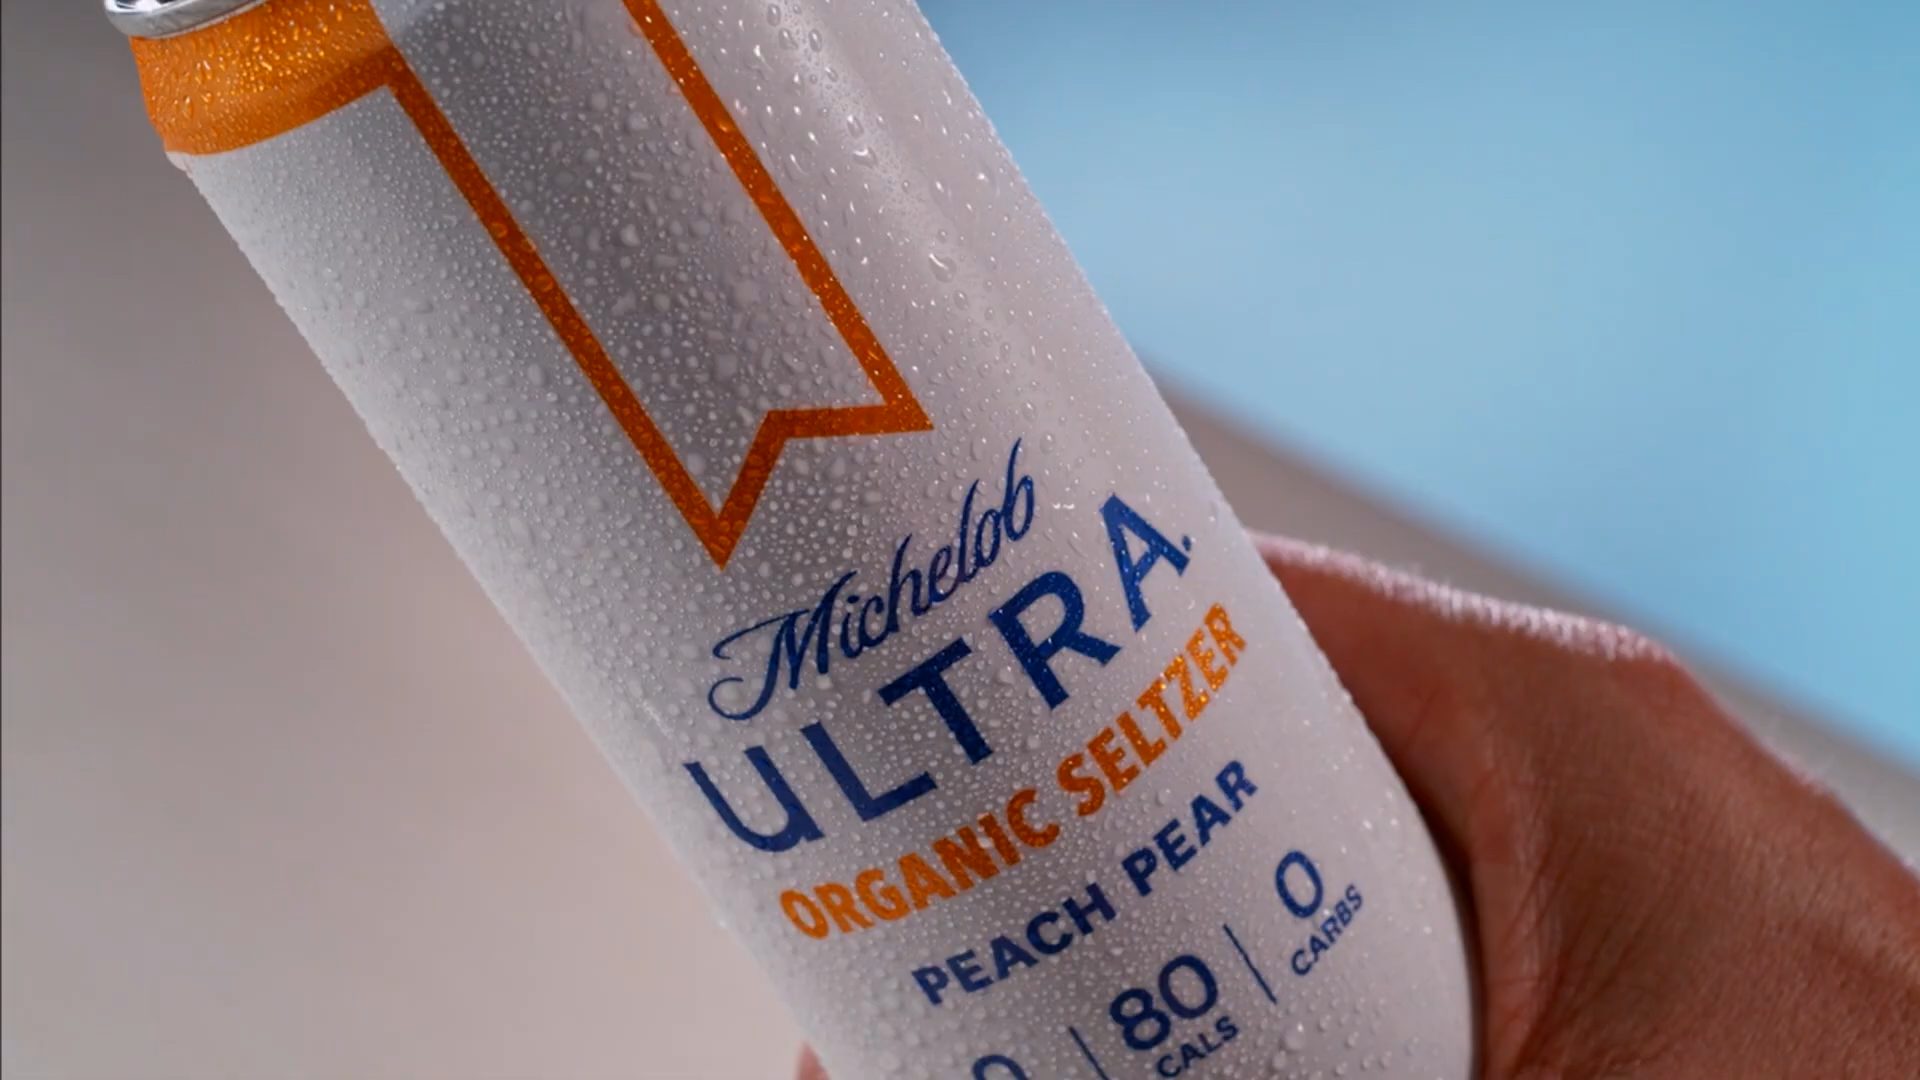 Michelob
ULTRA.
ORGANIC SELTZER
PEACH PEAR
0
CARBS
80
CALS